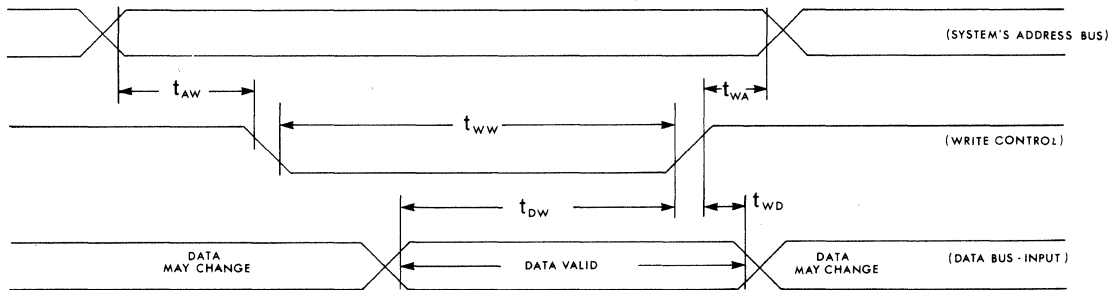 (SYSTEM'S ADDRESS BUS)
tAW
tWA
tWW
(WRITE CONTROL)
tDW
tWD
DATA
MAY CHANGE
DATA VALID
DATA
MAY CHANGE
(DATA BUS - INPUT)